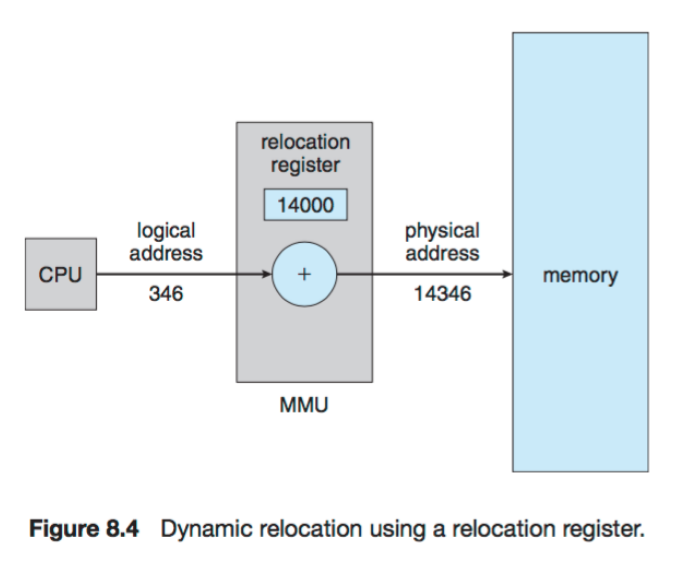 relocation
register
14000
logical
address
physical
address
CPU
+
memory
346
14346
MMU
Figure 8.4 Dynamic relocation using a relocation register.